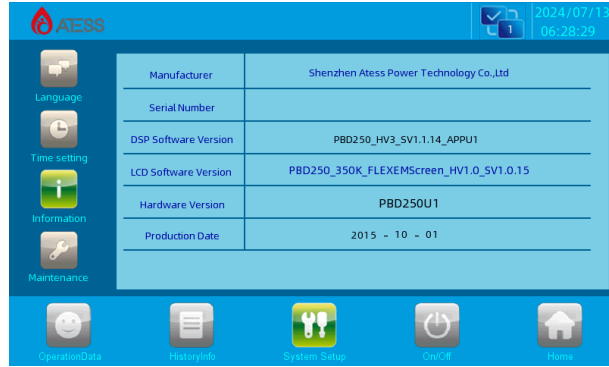 ATESS
1
2024/07/13
06:28:29
Language
Time setting
Information
Maintenance
Manufacturer Shenzhen Atess Power Technology Co.,Ltd
Serial Number
DSP Software Version PBD250_HV3_SV1.1.14_APPU1
LCD Software Version PBD250_350K_FLEXEMScreen_HV1.0_SV1.0.15
Hardware Version PBD250U1
Production Date 2015 - 10 - 01
OperationData
HistoryInfo
System Setup
On/Off
Home